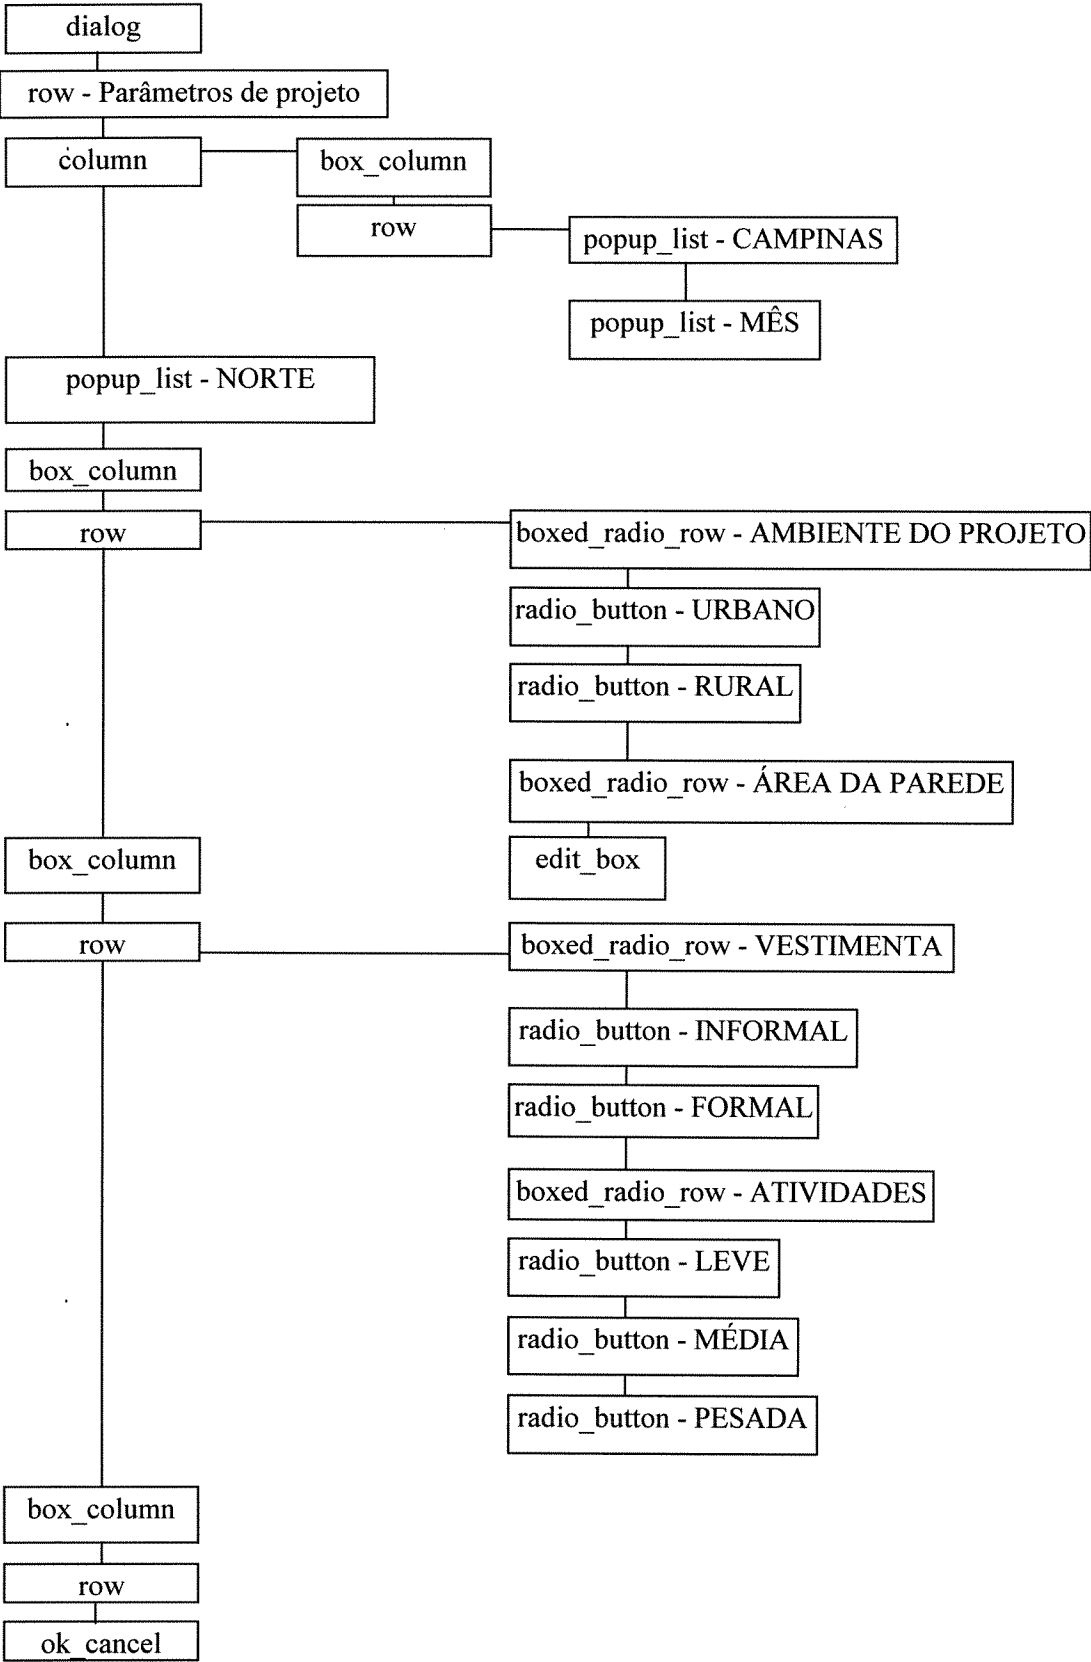 dialog
row - Parâmetros de projeto
column
box_column
row
popup_list - CAMPINAS
popup_list - MÊS
popup_list - NORTE
box_column
row
boxed_radio_row - AMBIENTE DO PROJETO
radio_button - URBANO
radio_button - RURAL
boxed_radio_row - ÁREA DA PAREDE
box_column
edit_box
row
boxed_radio_row - VESTIMENTA
radio_button - INFORMAL
radio_button - FORMAL
boxed_radio_row - ATIVIDADES
radio_button - LEVE
radio_button - MÉDIA
radio_button - PESADA
box_column
row
ok_cancel